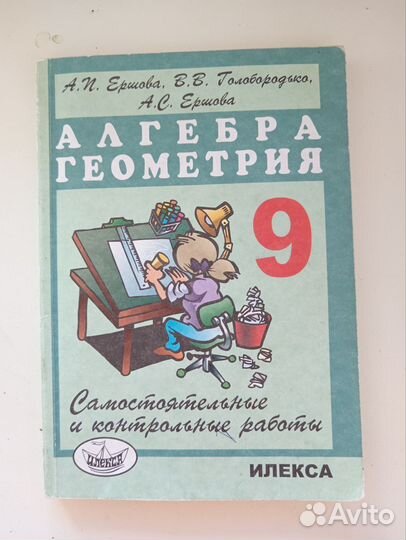 А.П. Ершова, В.В. Голобородько,
А.С. Ершова
АЛГЕБРА
ГЕОМЕТРИЯ
9
Самостоятельные
и контрольные работы
ИЛЕКСА
ИЛЕКСА
Avito